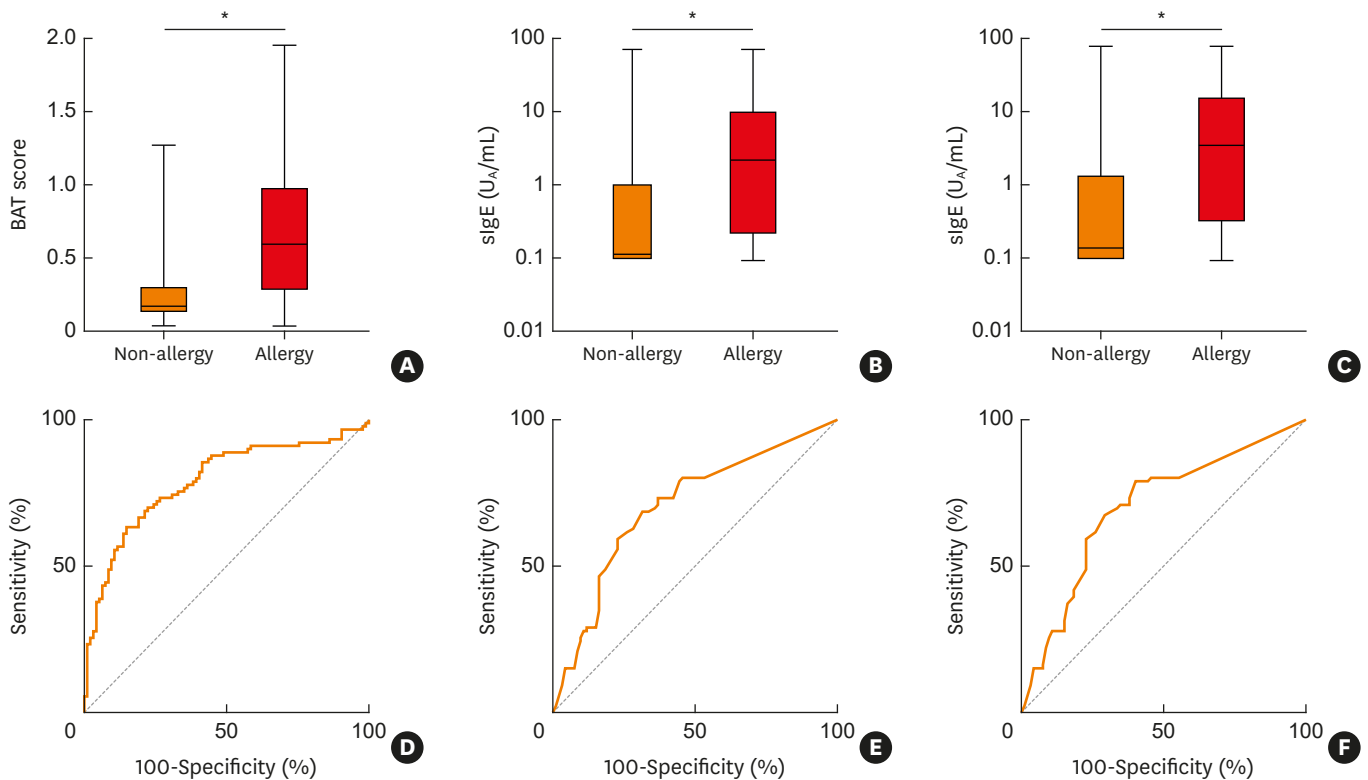 *
2.0
1.5
1.0
0.5
0
BAT score
Non-allergy
Allergy
A
*
100
10
1
0.1
0.01
sIgE (UA/mL)
Non-allergy
Allergy
B
*
100
10
1
0.1
0.01
sIgE (UA/mL)
Non-allergy
Allergy
C
100
50
0
50
100
Sensitivity (%)
100-Specificity (%)
D
100
50
0
50
100
Sensitivity (%)
100-Specificity (%)
E
100
50
0
50
100
Sensitivity (%)
100-Specificity (%)
F